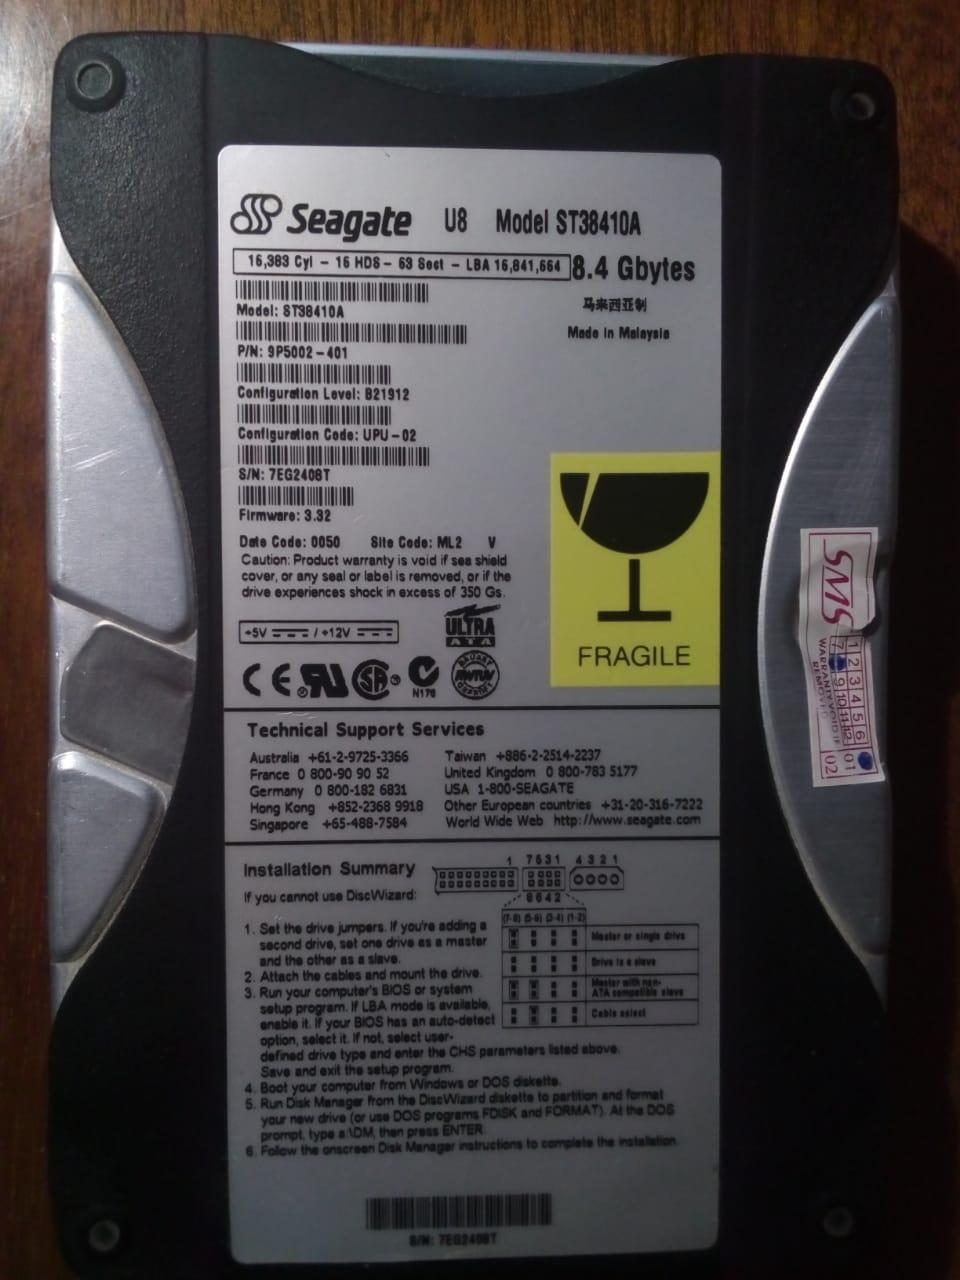 Seagate U8 Model ST38410A
16,383 Cyl - 16 HDS - 63 Sect - LBA 16,841,664 8.4 Gbytes
马来西亚制
Made in Malaysia
Model: ST38410A
P/N: 9P5002-401
Configuration Level: B21912
Configuration Code: UPU-02
S/N: 7EG2408T
Firmware: 3.32
Date Code: 0050 Site Code: ML2 V
Caution: Product warranty is void if sea shield
cover, or any seal or label is removed, or if the
drive experiences shock in excess of 350 Gs.
+5V / +12V
ULTRA
ATA
N176
FRAGILE
SMS
1 2 3 4 5 6
7 9 10 11 12
01
02
WARRANTY VOID IF
REMOVED
Technical Support Services
Australia +61-2-9725-3366
France 0 800-90 90 52
Germany 0 800-182 6831
Hong Kong +852-2368 9918
Singapore +65-488-7584
Taiwan +886-2-2514-2237
United Kingdom 0 800-783 5177
USA 1-800-SEAGATE
Other European countries +31-20-316-7222
World Wide Web http://www.seagate.com
Installation Summary
If you cannot use DiscWizard:
1 7531 4321
8642
(7-8) (5-6) (3-4) (1-2)
Master or single drive
Drive is a slave
Master with non-
ATA compatible slave
Cable select
1. Set the drive jumpers. If you're adding a
second drive, set one drive as a master
and the other as a slave.
2. Attach the cables and mount the drive.
3. Run your computer's BIOS or system
setup program. If LBA mode is available,
enable it. If your BIOS has an auto-detect
option, select it. If not, select user-
defined drive type and enter the CHS parameters listed above.
Save and exit the setup program.
4. Boot your computer from Windows or DOS diskette.
5. Run Disk Manager from the DiscWizard diskette to partition and format
your new drive (or use DOS programs FDISK and FORMAT). At the DOS
prompt, type a:\DM, then press ENTER.
6. Follow the onscreen Disk Manager instructions to complete the installation.
S/N: 7EG2408T